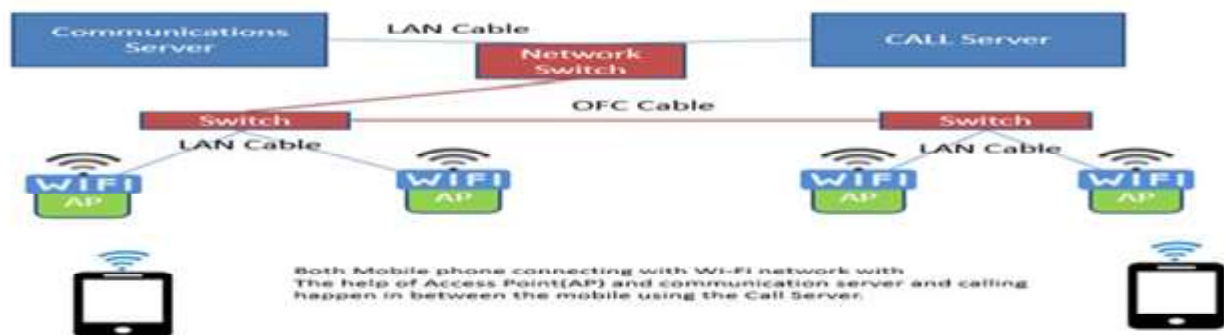 Communications
Server
LAN Cable
Network
Switch
CALL Server
OFC Cable
Switch
Switch
LAN Cable
LAN Cable
WiFi
AP
WiFi
AP
WiFi
AP
WiFi
AP
Both Mobile phone connecting with Wi-Fi network with
The help of Access Point(AP) and communication server and calling
happen in between the mobile using the Call Server.